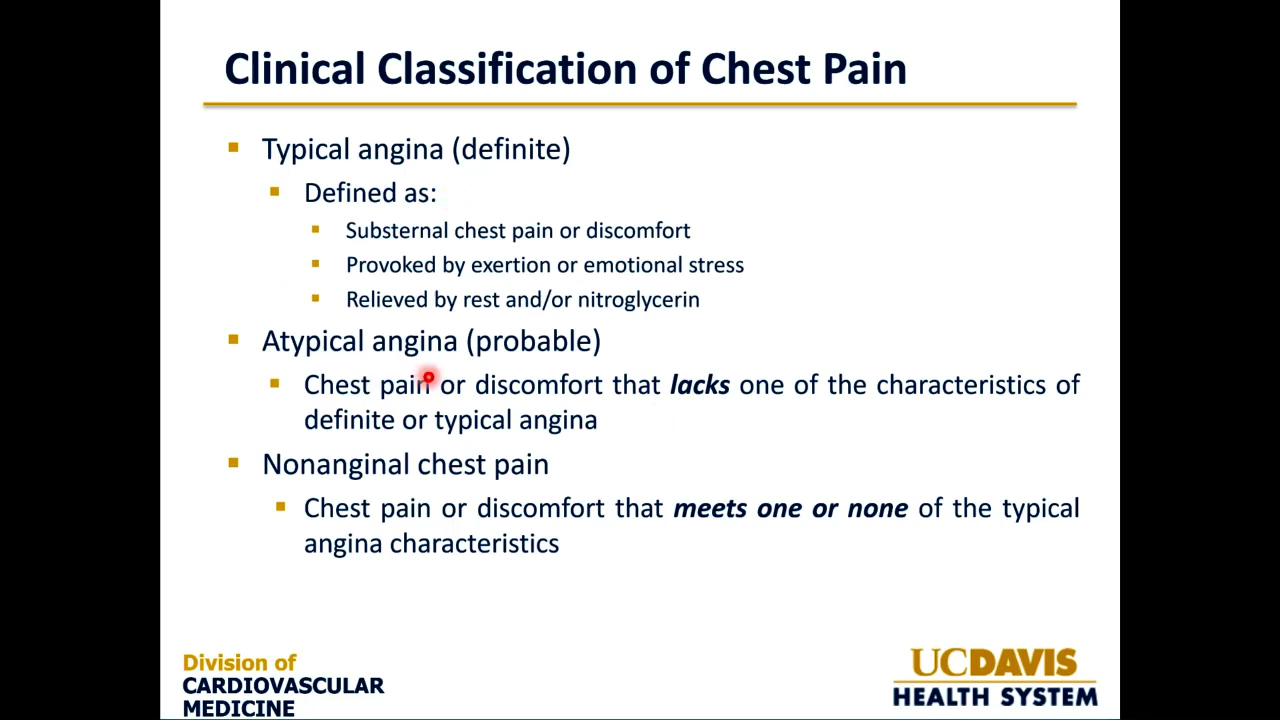 Clinical Classification of Chest Pain
Typical angina (definite)
Defined as:
Substernal chest pain or discomfort
Provoked by exertion or emotional stress
Relieved by rest and/or nitroglycerin
Atypical angina (probable)
Chest pain or discomfort that lacks one of the characteristics of
definite or typical angina
Nonanginal chest pain
Chest pain or discomfort that meets one or none of the typical
angina characteristics
Division of
CARDIOVASCULAR
MEDICINE
UCDAVIS
HEALTH SYSTEM